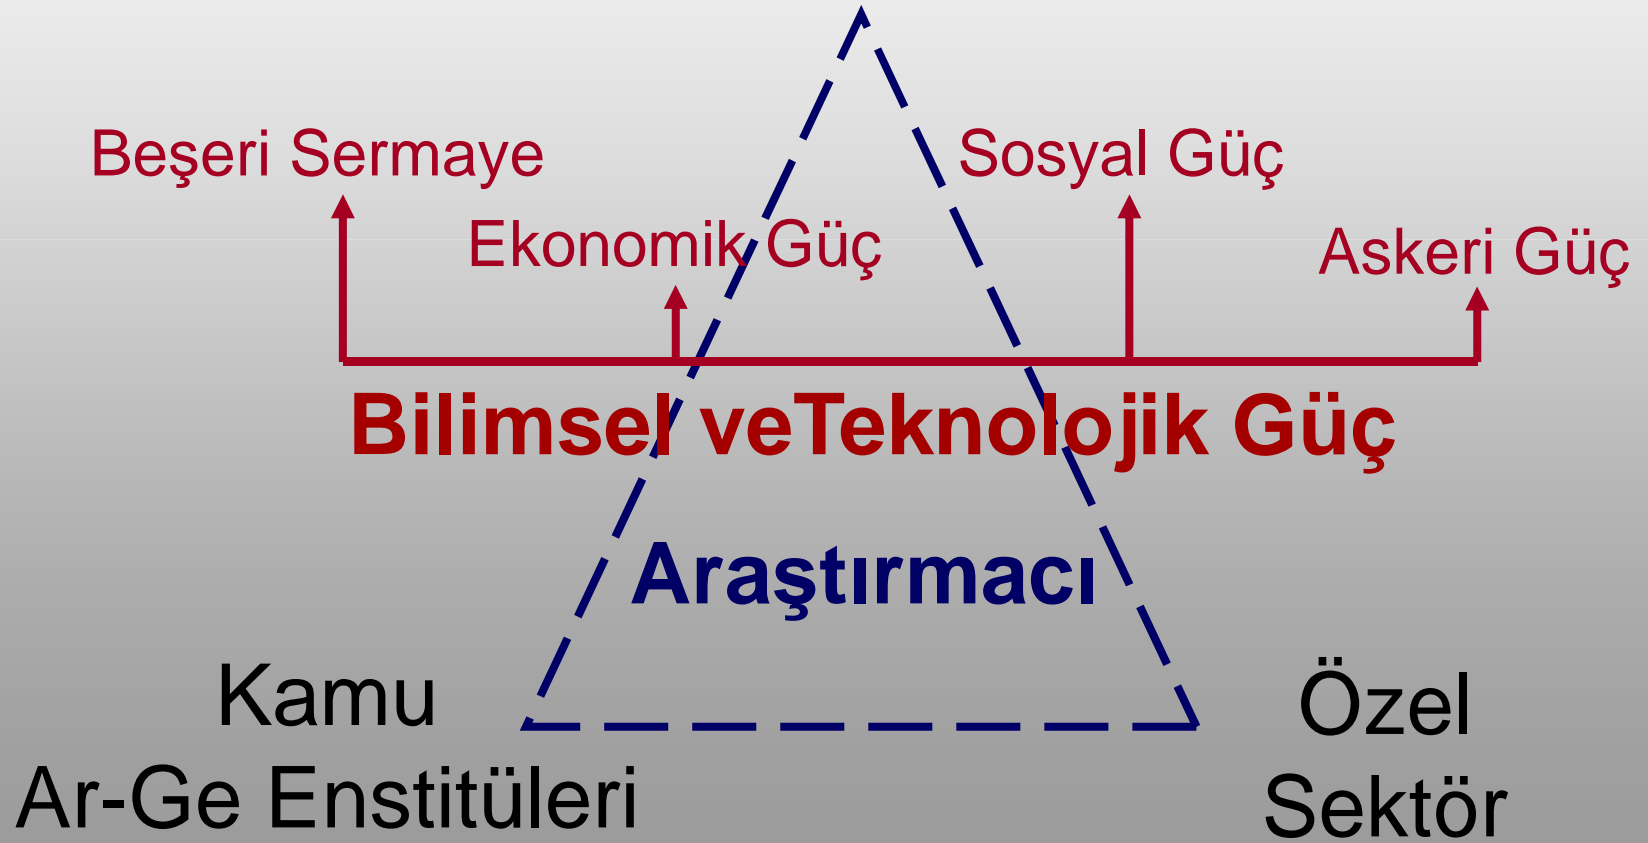 Beşeri Sermaye
Sosyal Güç
Ekonomik Güç
Askeri Güç
Bilimsel veTeknolojik Güç
Araştırmacı
Kamu
Ar-Ge Enstitüleri
Özel
Sektör